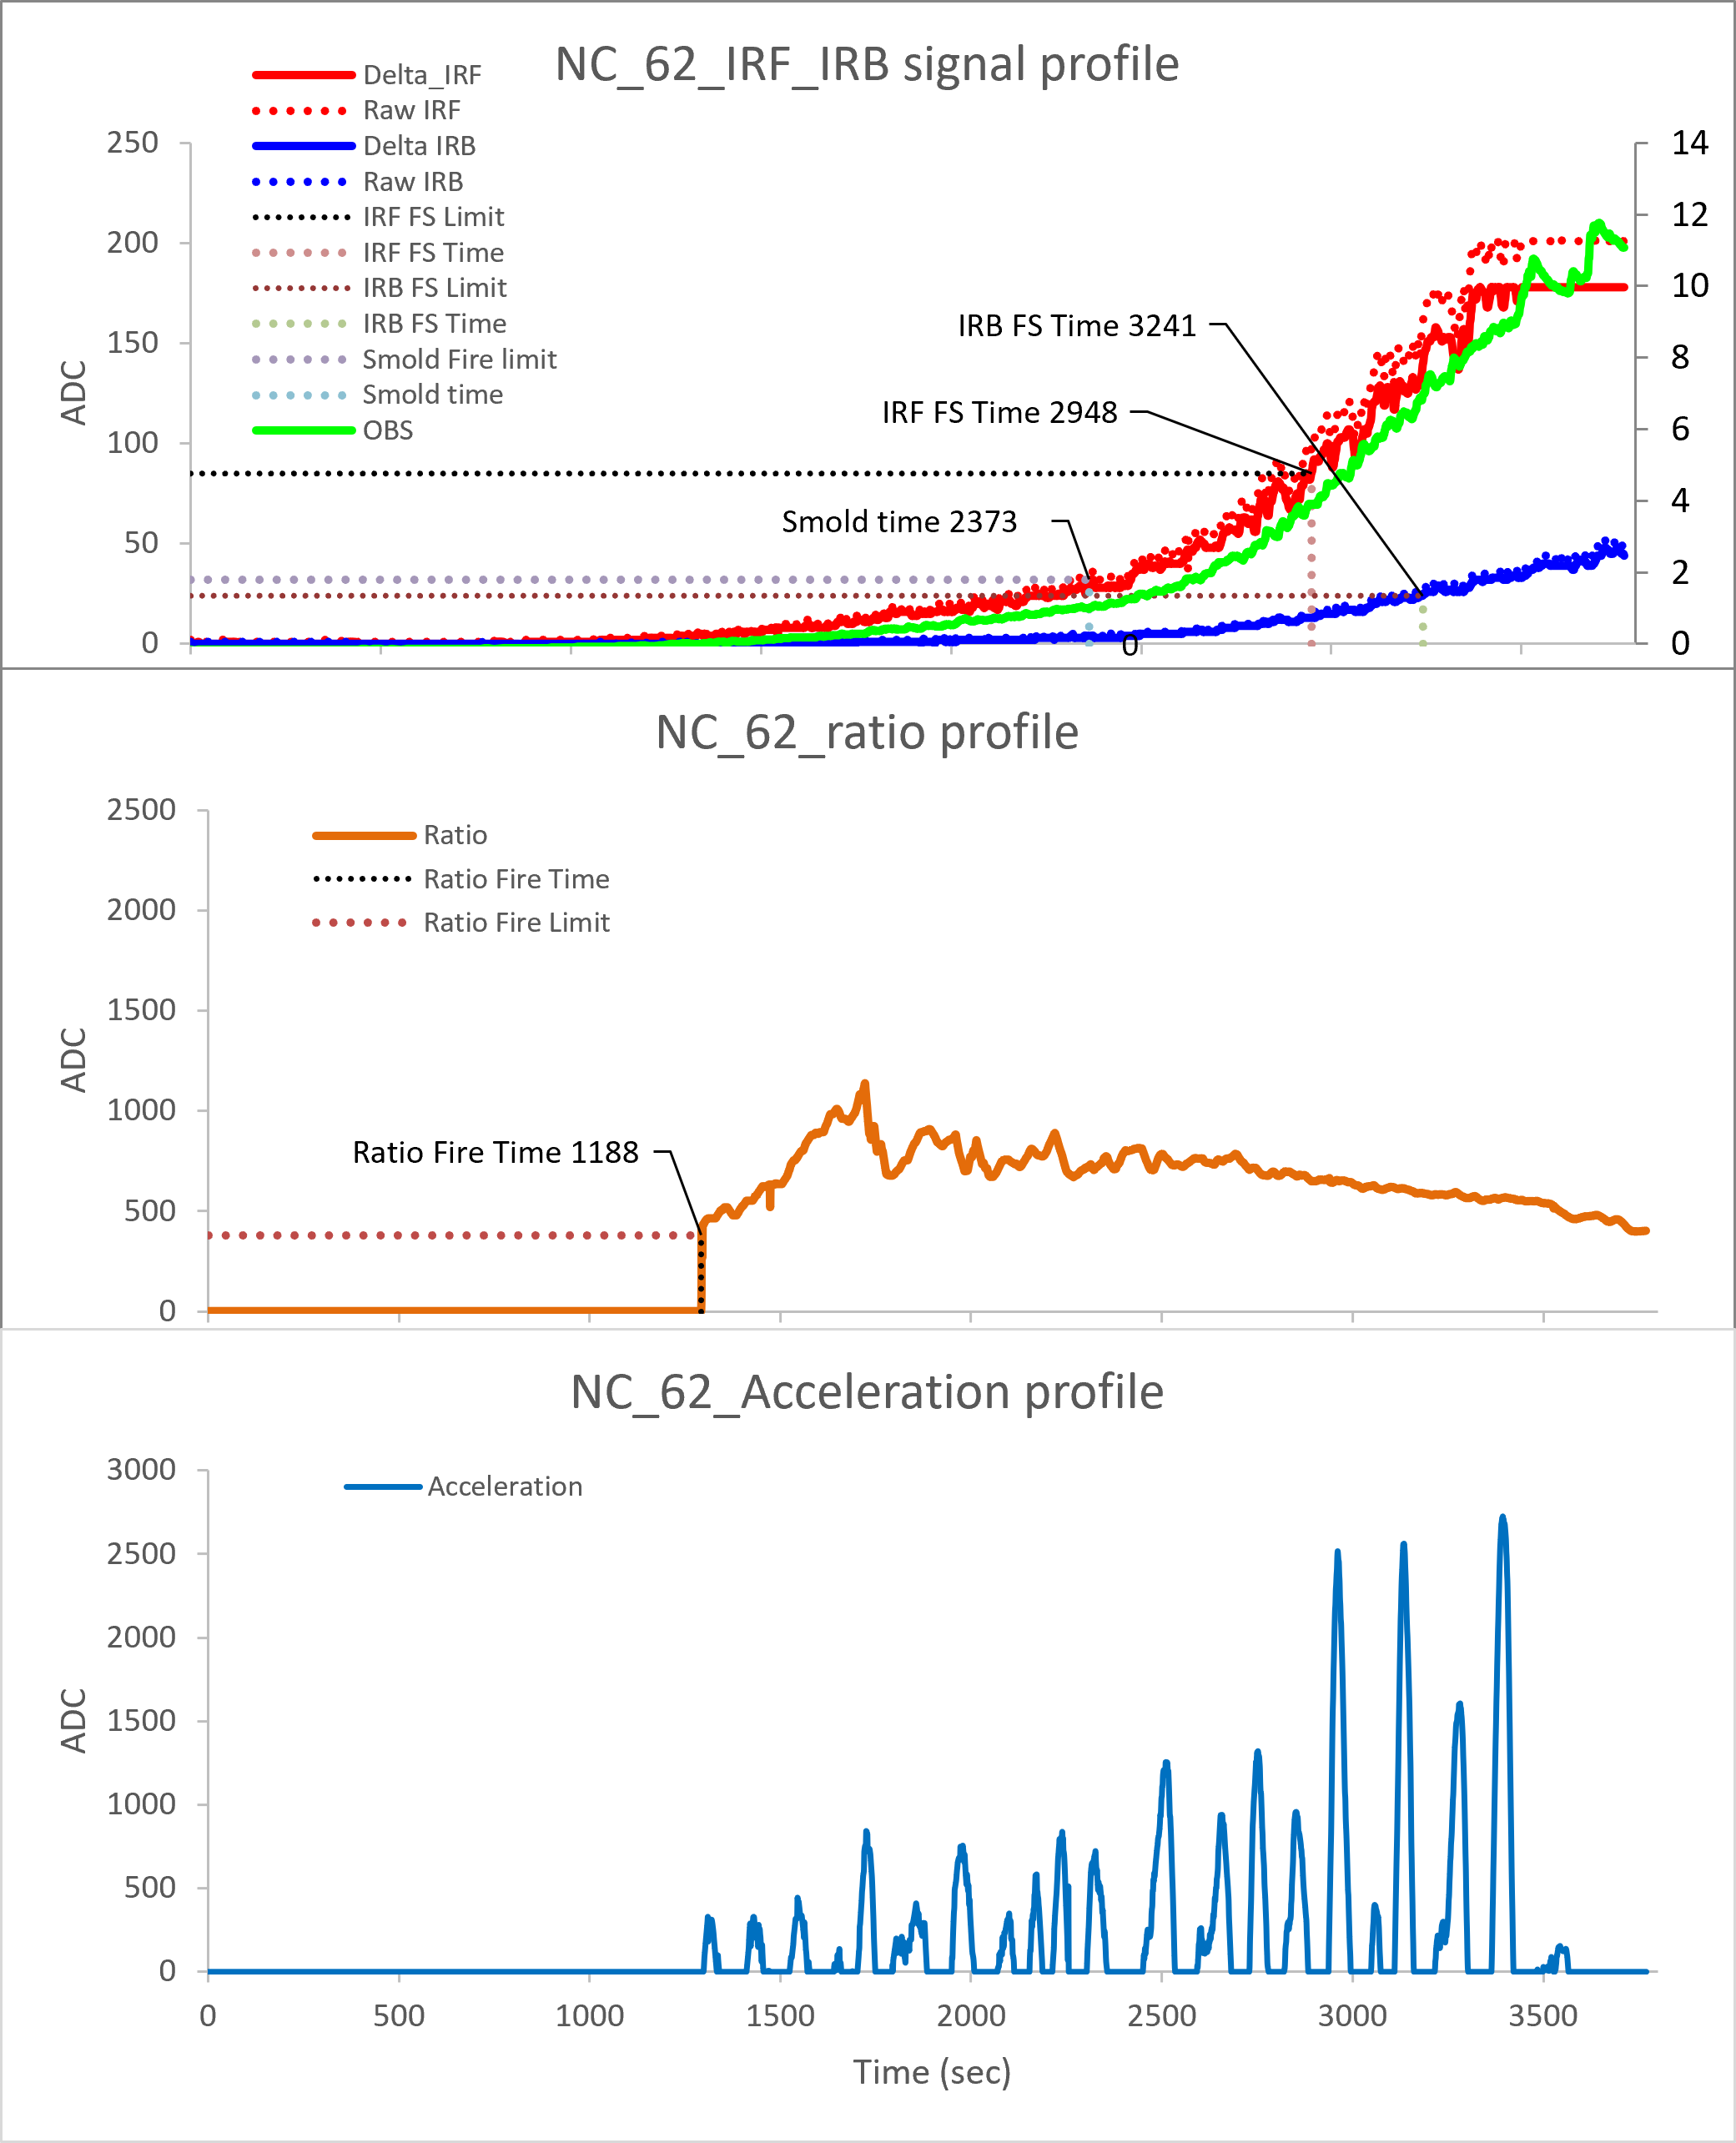 NC_62_IRF_IRB signal profile
Delta_IRF
Raw IRF
Delta IRB
Raw IRB
IRF FS Limit
IRF FS Time
IRB FS Limit
IRB FS Time
Smold Fire limit
Smold time
OBS
250
200
150
100
50
0
ADC
14
12
10
8
6
4
2
0
IRB FS Time 3241
IRF FS Time 2948
Smold time 2373
0
NC_62_ratio profile
2500
2000
1500
1000
500
0
ADC
Ratio
Ratio Fire Time
Ratio Fire Limit
Ratio Fire Time 1188
NC_62_Acceleration profile
3000
2500
2000
1500
1000
500
0
ADC
Acceleration
0 500 1000 1500 2000 2500 3000 3500
Time (sec)